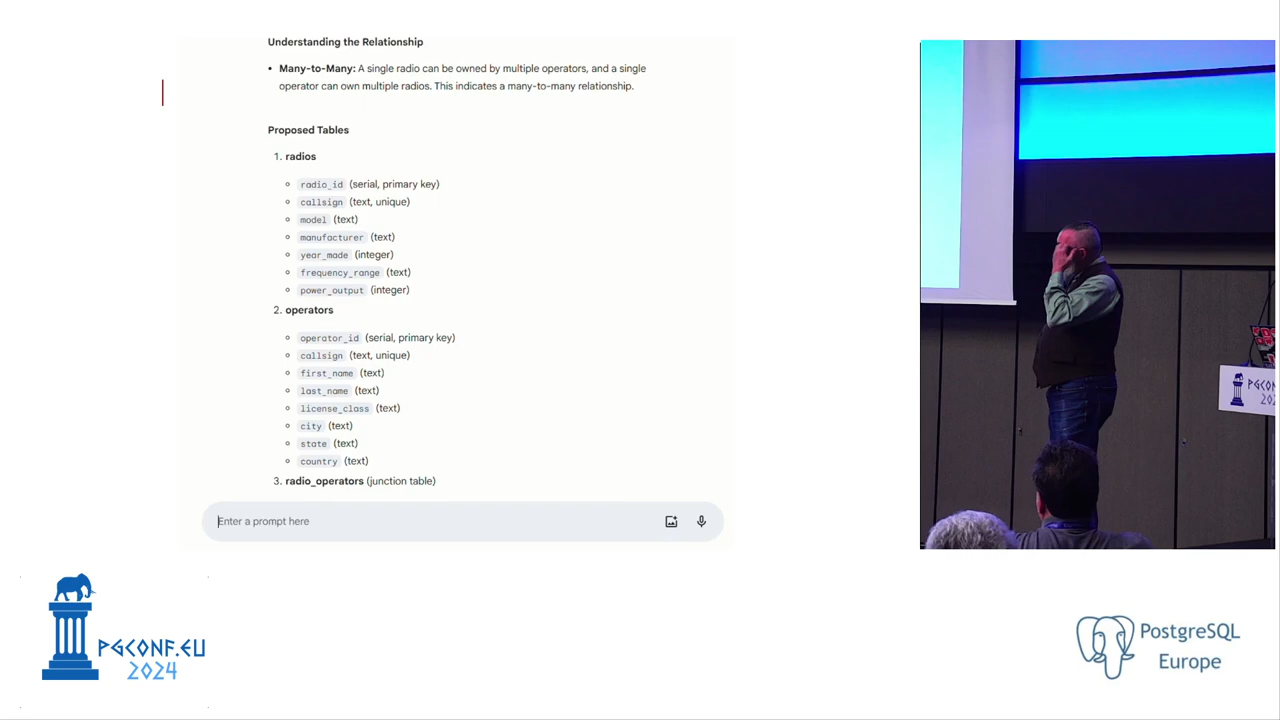 Understanding the Relationship
• Many-to-Many: A single radio can be owned by multiple operators, and a single
operator can own multiple radios. This indicates a many-to-many relationship.
Proposed Tables
1. radios
radio_id (serial, primary key)
callsign (text, unique)
model (text)
manufacturer (text)
year_made (integer)
frequency_range (text)
power_output (integer)
2. operators
operator_id (serial, primary key)
callsign (text, unique)
first_name (text)
last_name (text)
license_class (text)
city (text)
state (text)
country (text)
3. radio_operators (junction table)
Enter a prompt here
PGCONF.EU
2024
PostgreSQL
Europe